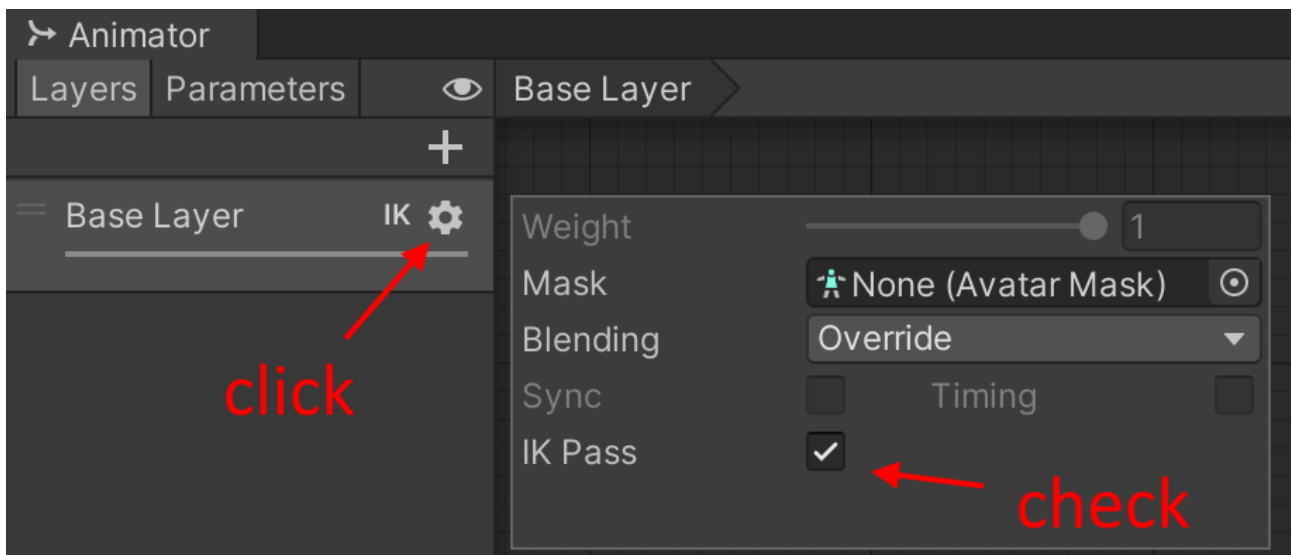 Animator
Layers Parameters
Base Layer
Base Layer IK
click
Weight 1
Mask None (Avatar Mask)
Blending Override
Sync Timing
IK Pass
check